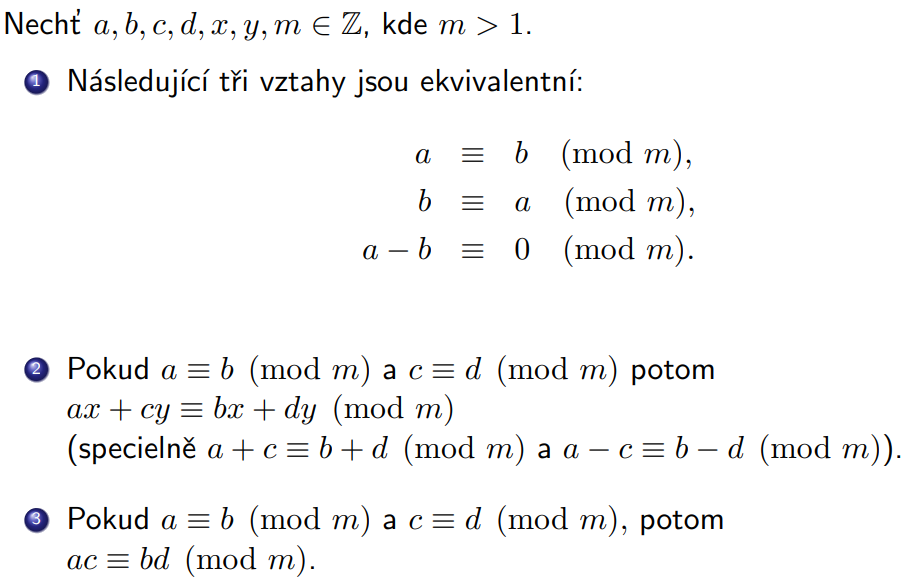 Nechť a, b, c, d, x, y, m ∈ ℤ, kde m > 1.
1 Následující tři vztahy jsou ekvivalentní:
a ≡ b (mod m),
b ≡ a (mod m),
a − b ≡ 0 (mod m).
2 Pokud a ≡ b (mod m) a c ≡ d (mod m) potom
ax + cy ≡ bx + dy (mod m)
(specielně a + c ≡ b + d (mod m) a a − c ≡ b − d (mod m)).
3 Pokud a ≡ b (mod m) a c ≡ d (mod m), potom
ac ≡ bd (mod m).